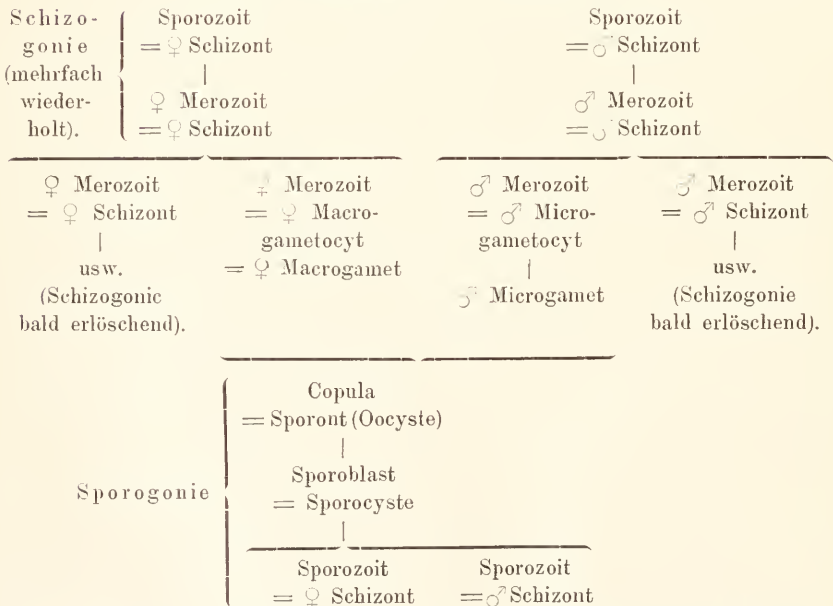 Schizo-
gonie
(mehrfach
wieder-
holt).
Sporozoit
= ♀ Schizont
|
♀ Merozoit
= ♀ Schizont
Sporozoit
= ♂ Schizont
|
♂ Merozoit
= ♂ Schizont
♀ Merozoit
= ♀ Schizont
|
usw.
(Schizogonie
bald erlöschend).
♀ Merozoit
= ♀ Macro-
gametocyt
= ♀ Macrogamet
♂ Merozoit
= ♂ Micro-
gametocyt
|
♂ Microgamet
♂ Merozoit
= ♂ Schizont
|
usw.
(Schizogonie
bald erlöschend).
Sporogonie
Copula
= Sporont (Oocyste)
|
Sporoblast
= Sporocyste
|
Sporozoit
= ♀ Schizont
Sporozoit
= ♂ Schizont